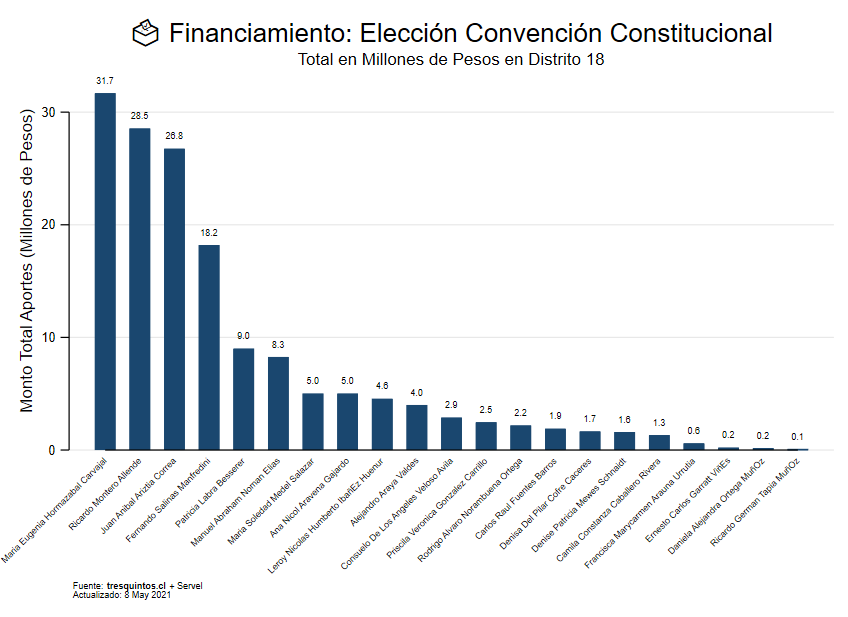 Financiamiento: Elección Convención Constitucional
Total en Millones de Pesos en Distrito 18
Monto Total Aportes (Millones de Pesos)
30
20
10
0
31.7
28.5
26.8
18.2
9.0
8.3
5.0
5.0
4.6
4.0
2.9
2.5
2.2
1.9
1.7
1.6
1.3
0.6
0.2
0.2
0.1
Maria Eugenia Hormazabal Carvajal
Ricardo Montero Allende
Juan Anibal Ariztia Correa
Fernando Salinas Manfredini
Patricia Labra Besserer
Manuel Abraham Noman Elias
Maria Soledad Medel Salazar
Ana Nicol Aravena Gajardo
Leroy Nicolas Humberto IbañEz Huenur
Alejandro Araya Valdes
Consuelo De Los Angeles Veloso Avila
Priscila Veronica Gonzalez Carrillo
Rodrigo Alvaro Norambuena Ortega
Carlos Raul Fuentes Barros
Denisa Del Pilar Cofre Caceres
Denise Patricia Mewes Schnaidt
Camila Constanza Caballero Rivera
Francisca Marycarmen Arauna Urrutia
Ernesto Carlos Garratt ViñEs
Daniela Alejandra Ortega MuñOz
Ricardo German Tapia MuñOz
Fuente: tresquintos.cl + Servel
Actualizado: 8 May 2021